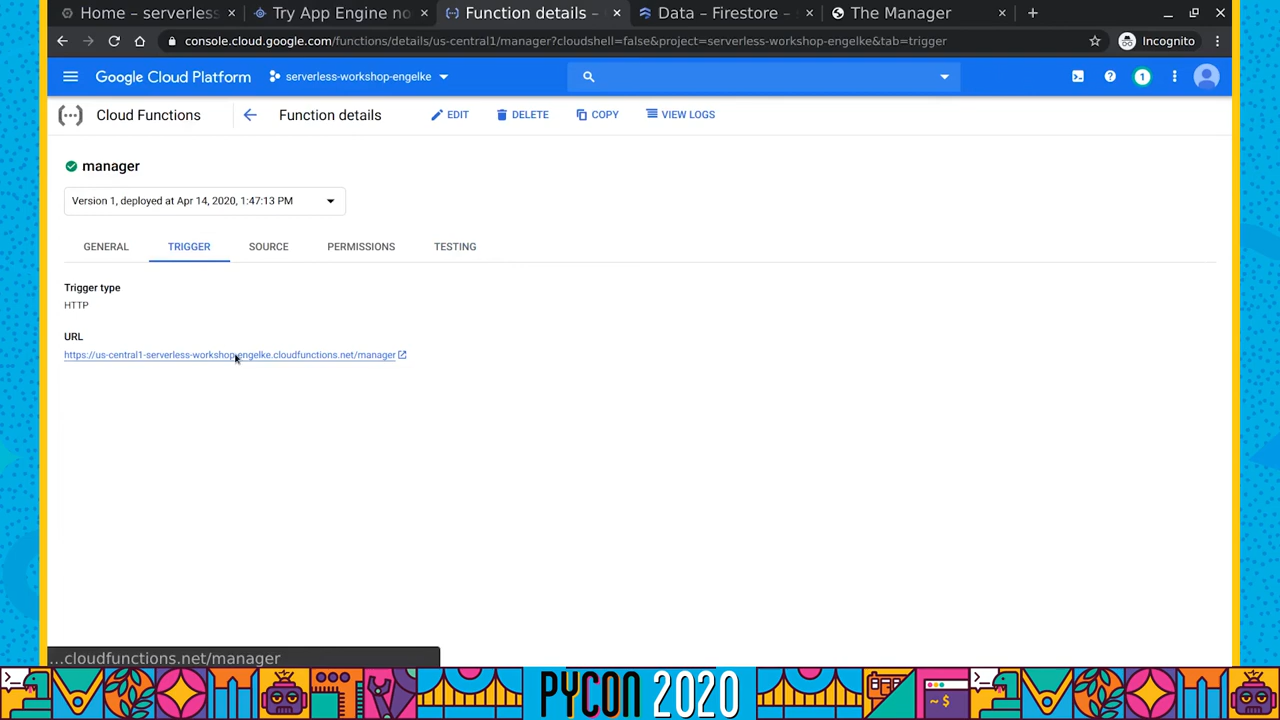 Home – serverless
Try App Engine no
Function details –
Data – Firestore –
The Manager
console.cloud.google.com/functions/details/us-central1/manager?cloudshell=false&project=serverless-workshop-engelke&tab=trigger
Incognito
Google Cloud Platform
serverless-workshop-engelke
1
Cloud Functions
Function details
EDIT
DELETE
COPY
VIEW LOGS
manager
Version 1, deployed at Apr 14, 2020, 1:47:13 PM
GENERAL
TRIGGER
SOURCE
PERMISSIONS
TESTING
Trigger type
HTTP
URL
https://us-central1-serverless-workshop-engelke.cloudfunctions.net/manager
...cloudfunctions.net/manager
PYCON 2020
~$